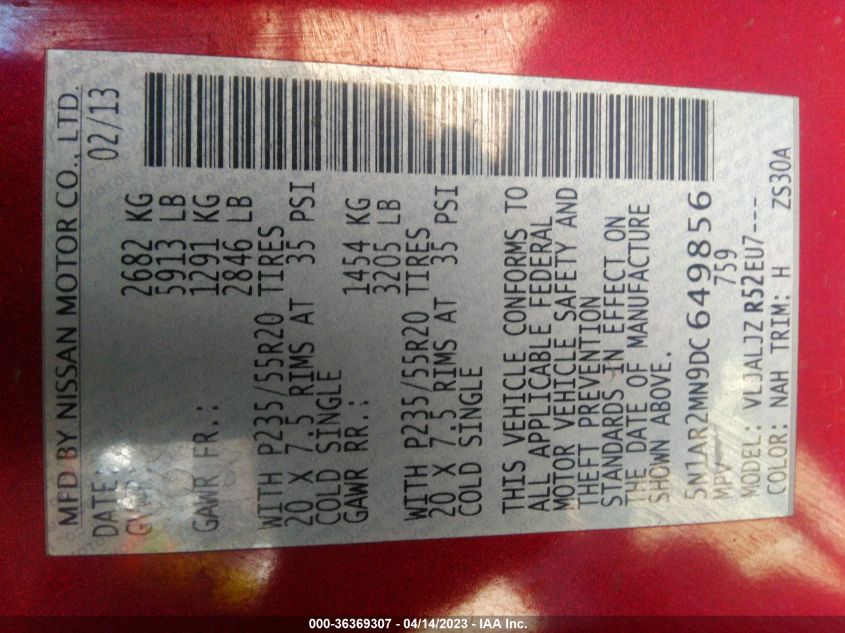 MFD BY NISSAN MOTOR CO., LTD.
DATE: 02/13
GVWR: 2682 KG
5913 LB
GAWR FR.: 1291 KG
2846 LB
WITH P235/55R20 TIRES
20 X 7.5 RIMS AT 35 PSI
COLD SINGLE
GAWR RR.: 1454 KG
3205 LB
WITH P235/55R20 TIRES
20 X 7.5 RIMS AT 35 PSI
COLD SINGLE
THIS VEHICLE CONFORMS TO
ALL APPLICABLE FEDERAL
MOTOR VEHICLE SAFETY AND
THEFT PREVENTION
STANDARDS IN EFFECT ON
THE DATE OF MANUFACTURE
SHOWN ABOVE.
5N1AR2MN9DC649856
MPV 759
MODEL: VLJALJZ R52EU7---
COLOR: NAH TRIM: H ZS30A
000-36369307 - 04/14/2023 - IAA Inc.